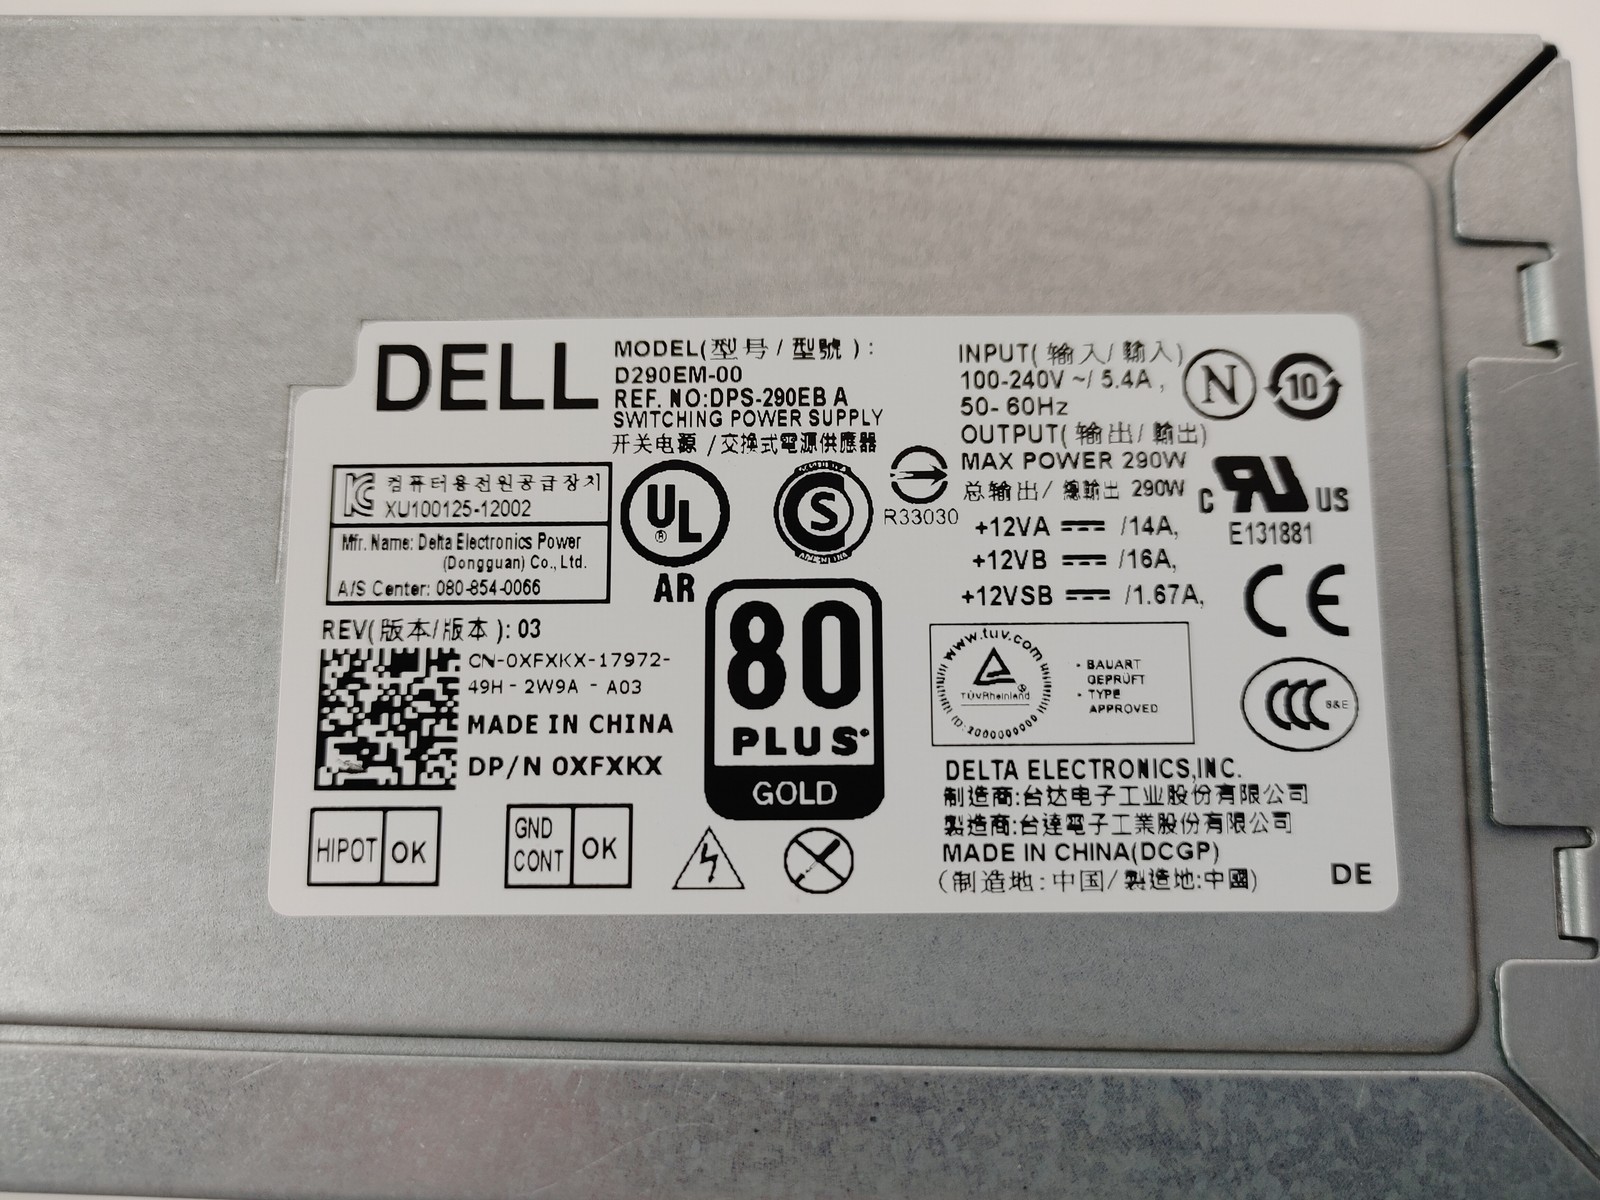 DELL
MODEL(型号/型號):
D290EM-00
REF. NO:DPS-290EB A
SWITCHING POWER SUPPLY
开关电源 /交換式電源供應器
컴퓨터용전원공급장치
XU100125-12002
Mfr. Name: Delta Electronics Power
(Dongguan) Co., Ltd.
A/S Center: 080-854-0066
UL
®
AR
S
R33030
REV(版本/版本): 03
CN-0XFXKX-17972-
49H - 2W9A - A03
MADE IN CHINA
DP/N 0XFXKX
80
PLUS
GOLD
HIPOT OK
GND
CONT
OK
INPUT(输入/輸入)
100-240V ~/ 5.4A ,
50- 60Hz
N
10
OUTPUT(输出/輸出)
MAX POWER 290W
总输出/總輸出 290W
+12VA ⎓ /14A,
+12VB ⎓ /16A,
+12VSB ⎓ /1.67A,
C US
E131881
CE
www.tuv.com
TÜVRheinland®
• BAUART
GEPRÜFT
• TYPE
APPROVED
CCC S&E
DELTA ELECTRONICS,INC.
制造商:台达电子工业股份有限公司
製造商:台達電子工業股份有限公司
MADE IN CHINA(DCGP)
(制造地:中国/製造地:中國)
DE